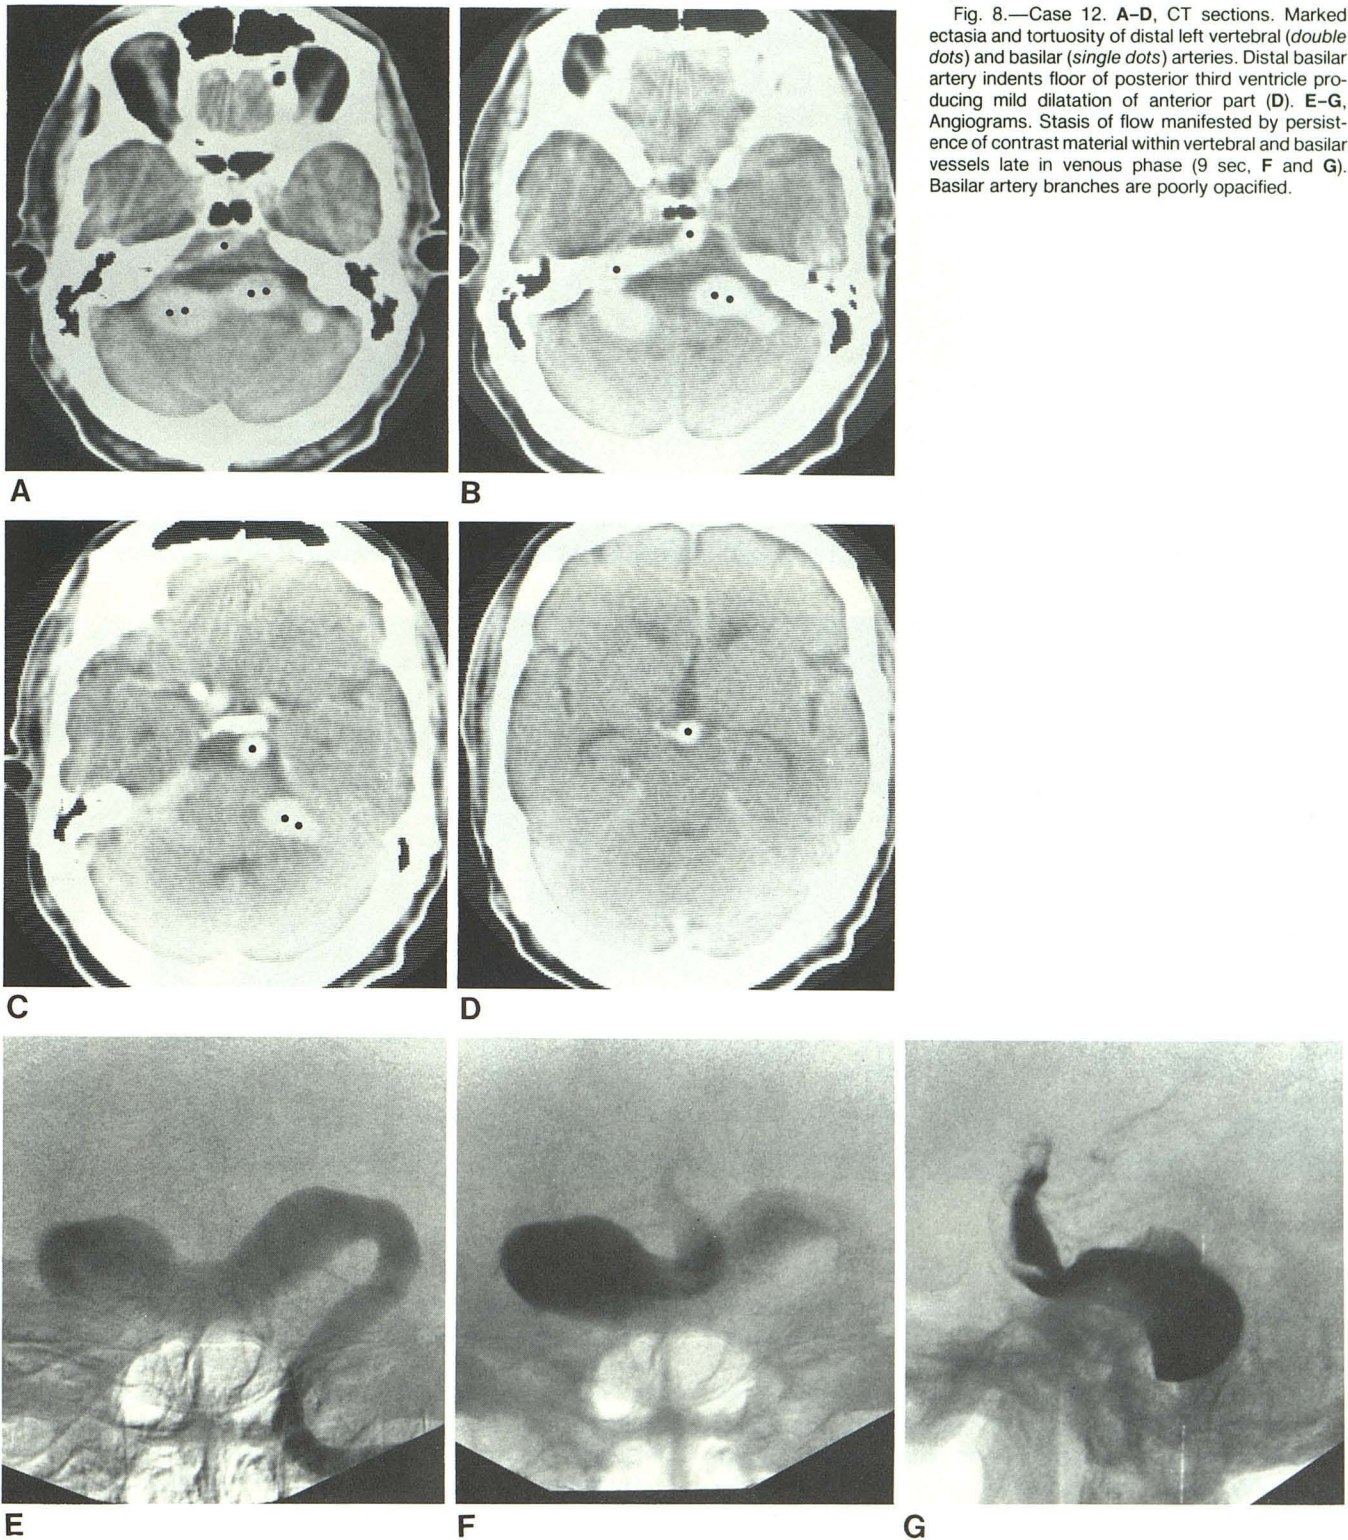 Fig. 8.—Case 12. A–D, CT sections. Marked
ectasia and tortuosity of distal left vertebral (double
dots) and basilar (single dots) arteries. Distal basilar
artery indents floor of posterior third ventricle pro-
ducing mild dilatation of anterior part (D). E–G,
Angiograms. Stasis of flow manifested by persist-
ence of contrast material within vertebral and basilar
vessels late in venous phase (9 sec, F and G).
Basilar artery branches are poorly opacified.
A
B
C
D
E
F
G